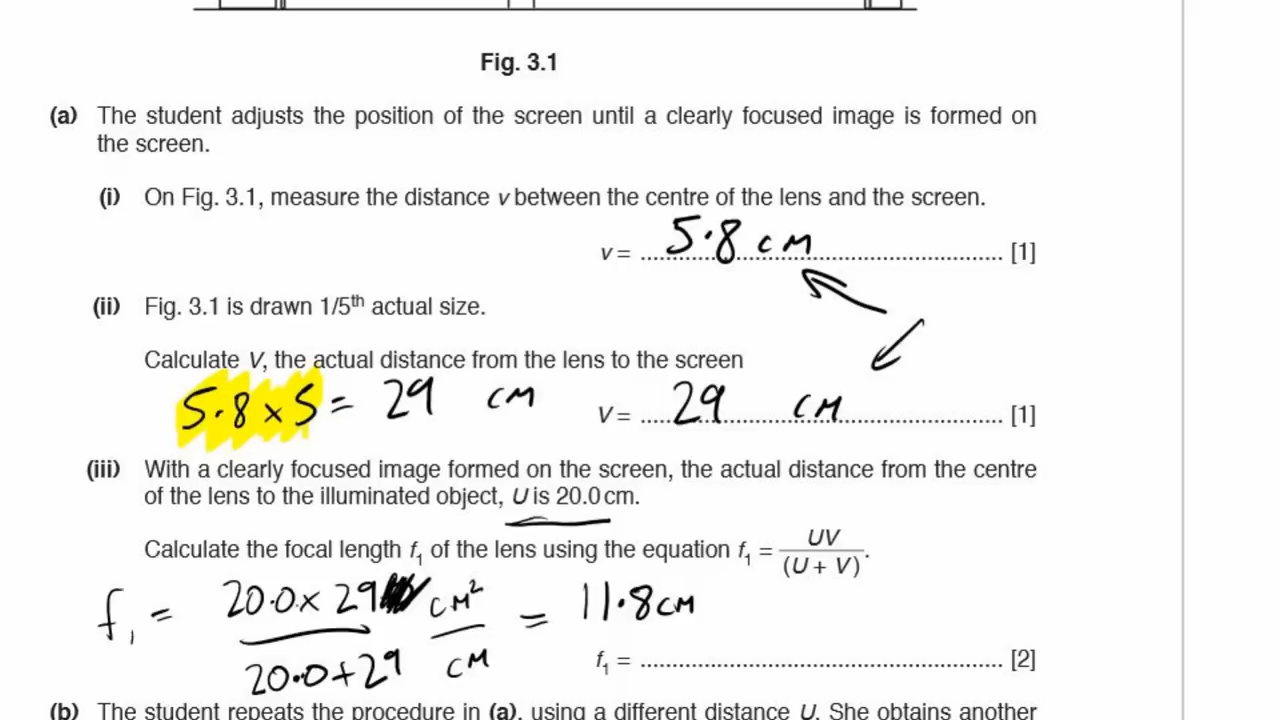 Fig. 3.1
(a) The student adjusts the position of the screen until a clearly focused image is formed on
the screen.
(i) On Fig. 3.1, measure the distance v between the centre of the lens and the screen.
v = 5.8 cm [1]
(ii) Fig. 3.1 is drawn 1/5th actual size.
Calculate V, the actual distance from the lens to the screen
5.8 x 5 = 29 cm V = 29 cm [1]
(iii) With a clearly focused image formed on the screen, the actual distance from the centre
of the lens to the illuminated object, U is 20.0 cm.
Calculate the focal length f₁ of the lens using the equation f₁ = UV / (U + V).
f₁ = 20.0 x 29 / 20.0 + 29 cm² / cm = 11.8 cm
f₁ = [2]
(b) The student repeats the procedure in (a), using a different distance U. She obtains another